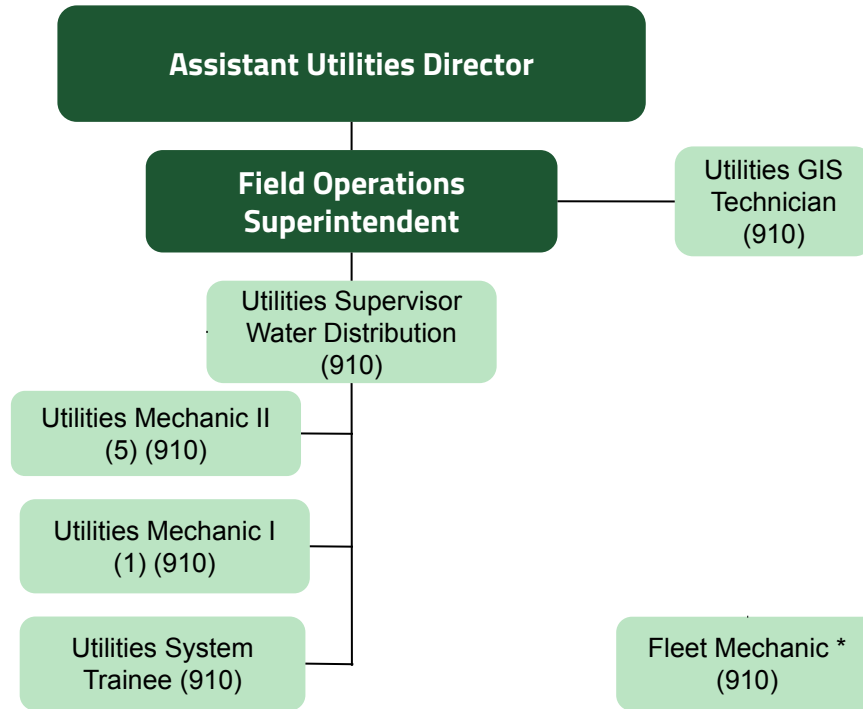 Assistant Utilities Director
Field Operations
Superintendent
Utilities GIS
Technician
(910)
Utilities Supervisor
Water Distribution
(910)
Utilities Mechanic II
(5) (910)
Utilities Mechanic I
(1) (910)
Utilities System
Trainee (910)
Fleet Mechanic *
(910)